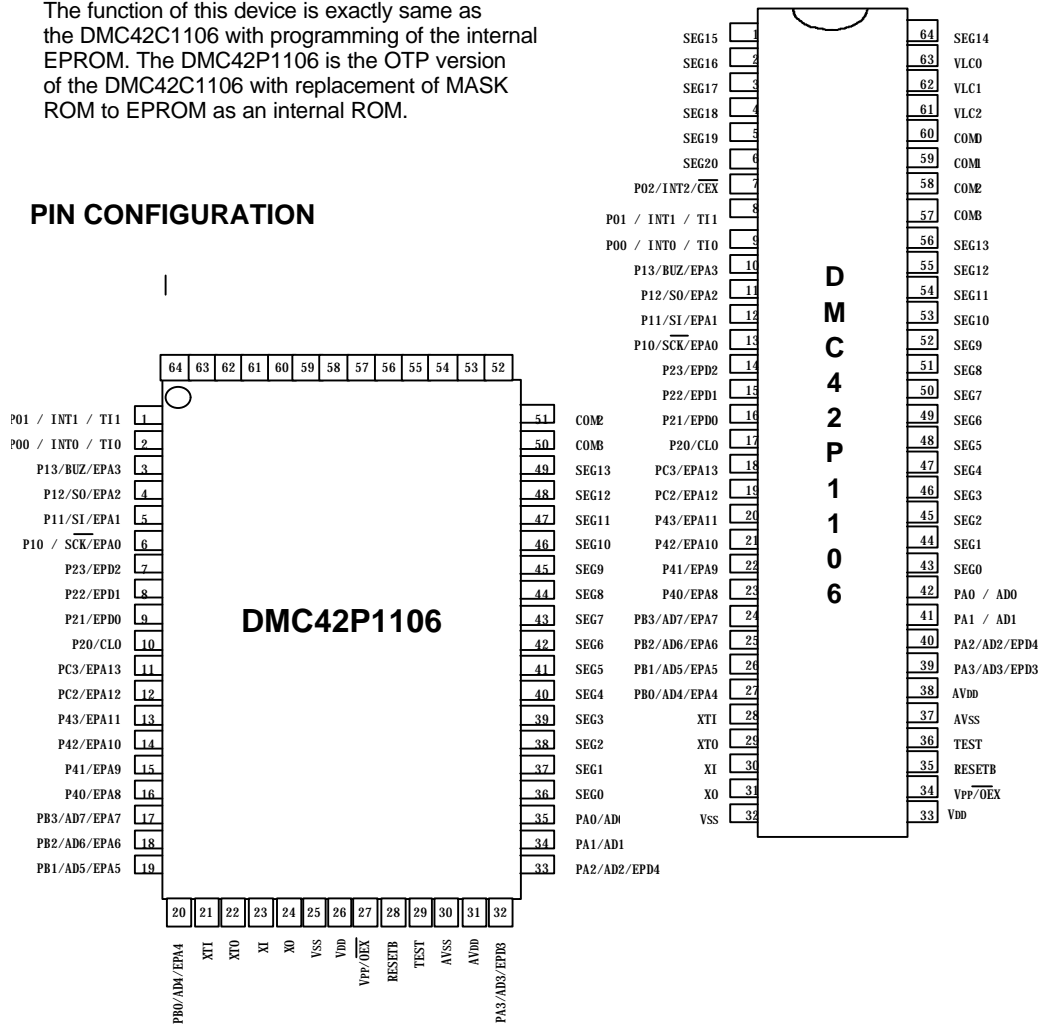 The function of this device is exactly same as
the DMC42C1106 with programming of the internal
EPROM. The DMC42P1106 is the OTP version
of the DMC42C1106 with replacement of MASK
ROM to EPROM as an internal ROM.
PIN CONFIGURATION
64 63 62 61 60 59 58 57 56 55 54 53 52
P01 / INT1 / TI1 1
P00 / INT0 / TI0 2
P13/BUZ/EPA3 3
P12/SO/EPA2 4
P11/SI/EPA1 5
P10 / SCK/EPA0 6
P23/EPD2 7
P22/EPD1 8
P21/EPD0 9
P20/CLO 10
PC3/EPA13 11
PC2/EPA12 12
P43/EPA11 13
P42/EPA10 14
P41/EPA9 15
P40/EPA8 16
PB3/AD7/EPA7 17
PB2/AD6/EPA6 18
PB1/AD5/EPA5 19
DMC42P1106
51 COM2
50 COM3
49 SEG13
48 SEG12
47 SEG11
46 SEG10
45 SEG9
44 SEG8
43 SEG7
42 SEG6
41 SEG5
40 SEG4
39 SEG3
38 SEG2
37 SEG1
36 SEG0
35 PA0/AD
34 PA1/AD1
33 PA2/AD2/EPD4
20 21 22 23 24 25 26 27 28 29 30 31 32
PB0/AD4/EPA4
XTI
XTO
XI
XO
VSS
VDD
VPP/OEX
RESETB
TEST
AVSS
AVDD
PA3/AD3/EPD3
SEG15 1
SEG16 2
SEG17 3
SEG18 4
SEG19 5
SEG20 6
P02/INT2/CEX 7
P01 / INT1 / TI1 8
P00 / INT0 / TI0 9
P13/BUZ/EPA3 10
P12/SO/EPA2 11
P11/SI/EPA1 12
P10/SCK/EPA0 13
P23/EPD2 14
P22/EPD1 15
P21/EPD0 16
P20/CLO 17
PC3/EPA13 18
PC2/EPA12 19
P43/EPA11 20
P42/EPA10 21
P41/EPA9 22
P40/EPA8 23
PB3/AD7/EPA7 24
PB2/AD6/EPA6 25
PB1/AD5/EPA5 26
PB0/AD4/EPA4 27
XTI 28
XTO 29
XI 30
XO 31
VSS 32
D
M
C
4
2
P
1
1
0
6
64 SEG14
63 VLC0
62 VLC1
61 VLC2
60 COM0
59 COM1
58 COM2
57 COM3
56 SEG13
55 SEG12
54 SEG11
53 SEG10
52 SEG9
51 SEG8
50 SEG7
49 SEG6
48 SEG5
47 SEG4
46 SEG3
45 SEG2
44 SEG1
43 SEG0
42 PA0 / AD0
41 PA1 / AD1
40 PA2/AD2/EPD4
39 PA3/AD3/EPD3
38 AVDD
37 AVSS
36 TEST
35 RESETB
34 VPP/OEX
33 VDD